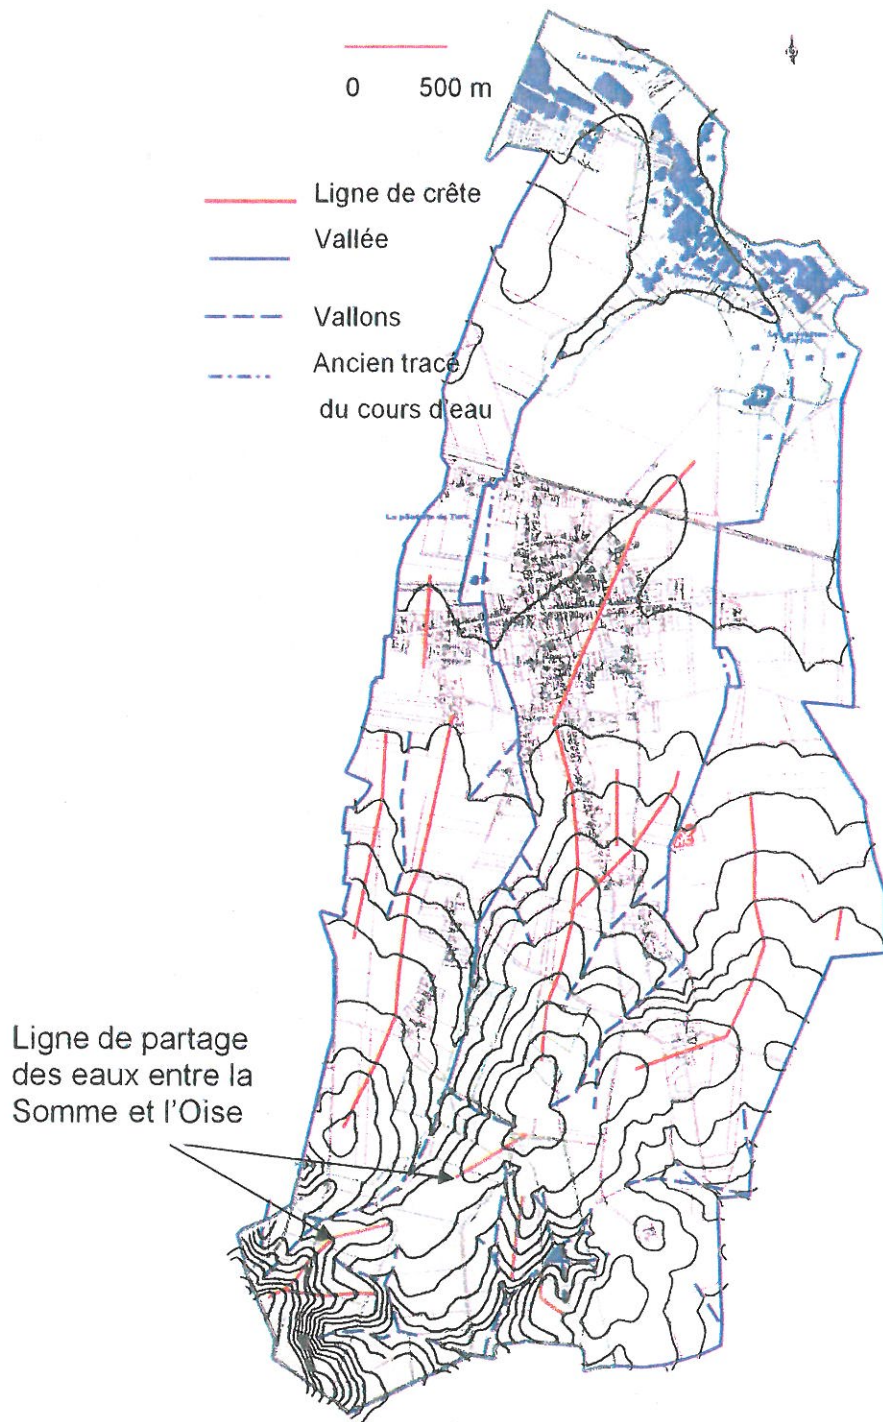 0 500 m
Ligne de crête
Vallée
Vallons
Ancien tracé
du cours d'eau
Ligne de partage
des eaux entre la
Somme et l'Oise